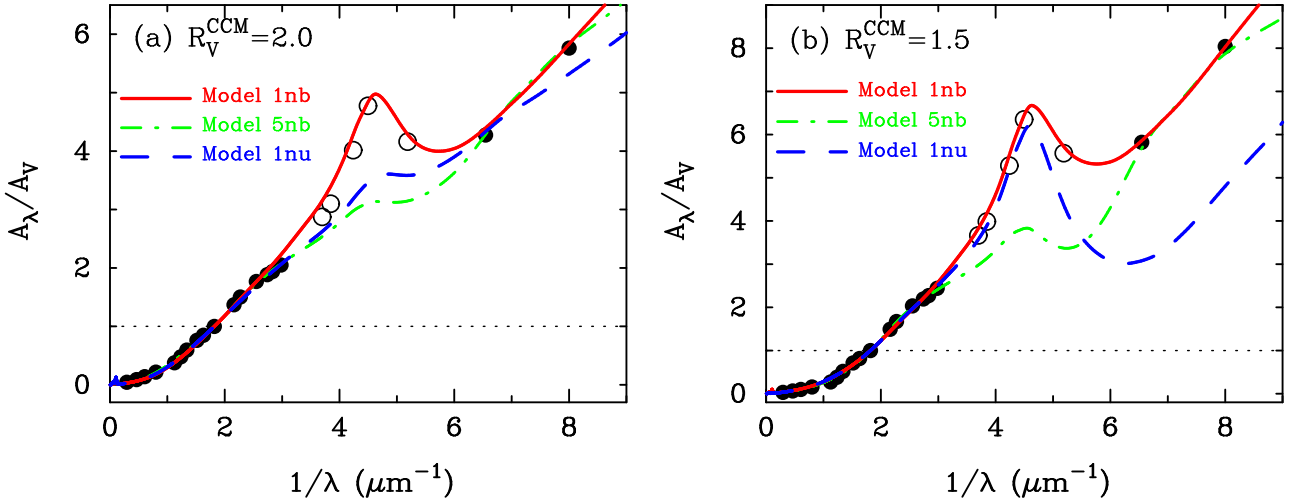 (a) R_V^CCM=2.0
Model 1nb
Model 5nb
Model 1nu
A_λ/A_V
6
4
2
0
0 2 4 6 8
1/λ (μm⁻¹)
(b) R_V^CCM=1.5
Model 1nb
Model 5nb
Model 1nu
A_λ/A_V
8
6
4
2
0
0 2 4 6 8
1/λ (μm⁻¹)